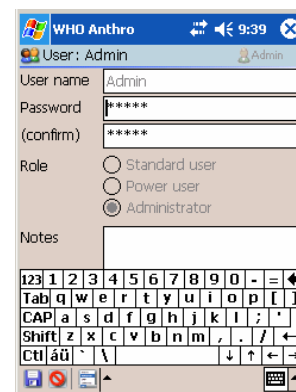 WHO Anthro 9:39
User: Admin Admin
User name Admin
Password *****
(confirm) *****
Role Standard user
Power user
Administrator
Notes
123 1 2 3 4 5 6 7 8 9 0 - =
Tab q w e r t y u i o p [ ]
CAP a s d f g h j k l ; '
Shift z x c v b n m , . /
Ctl áü ` \